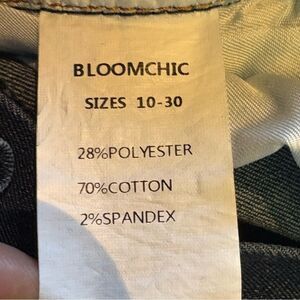 BLOOMCHIC
SIZES 10-30
28%POLYESTER
70%COTTON
2%SPANDEX